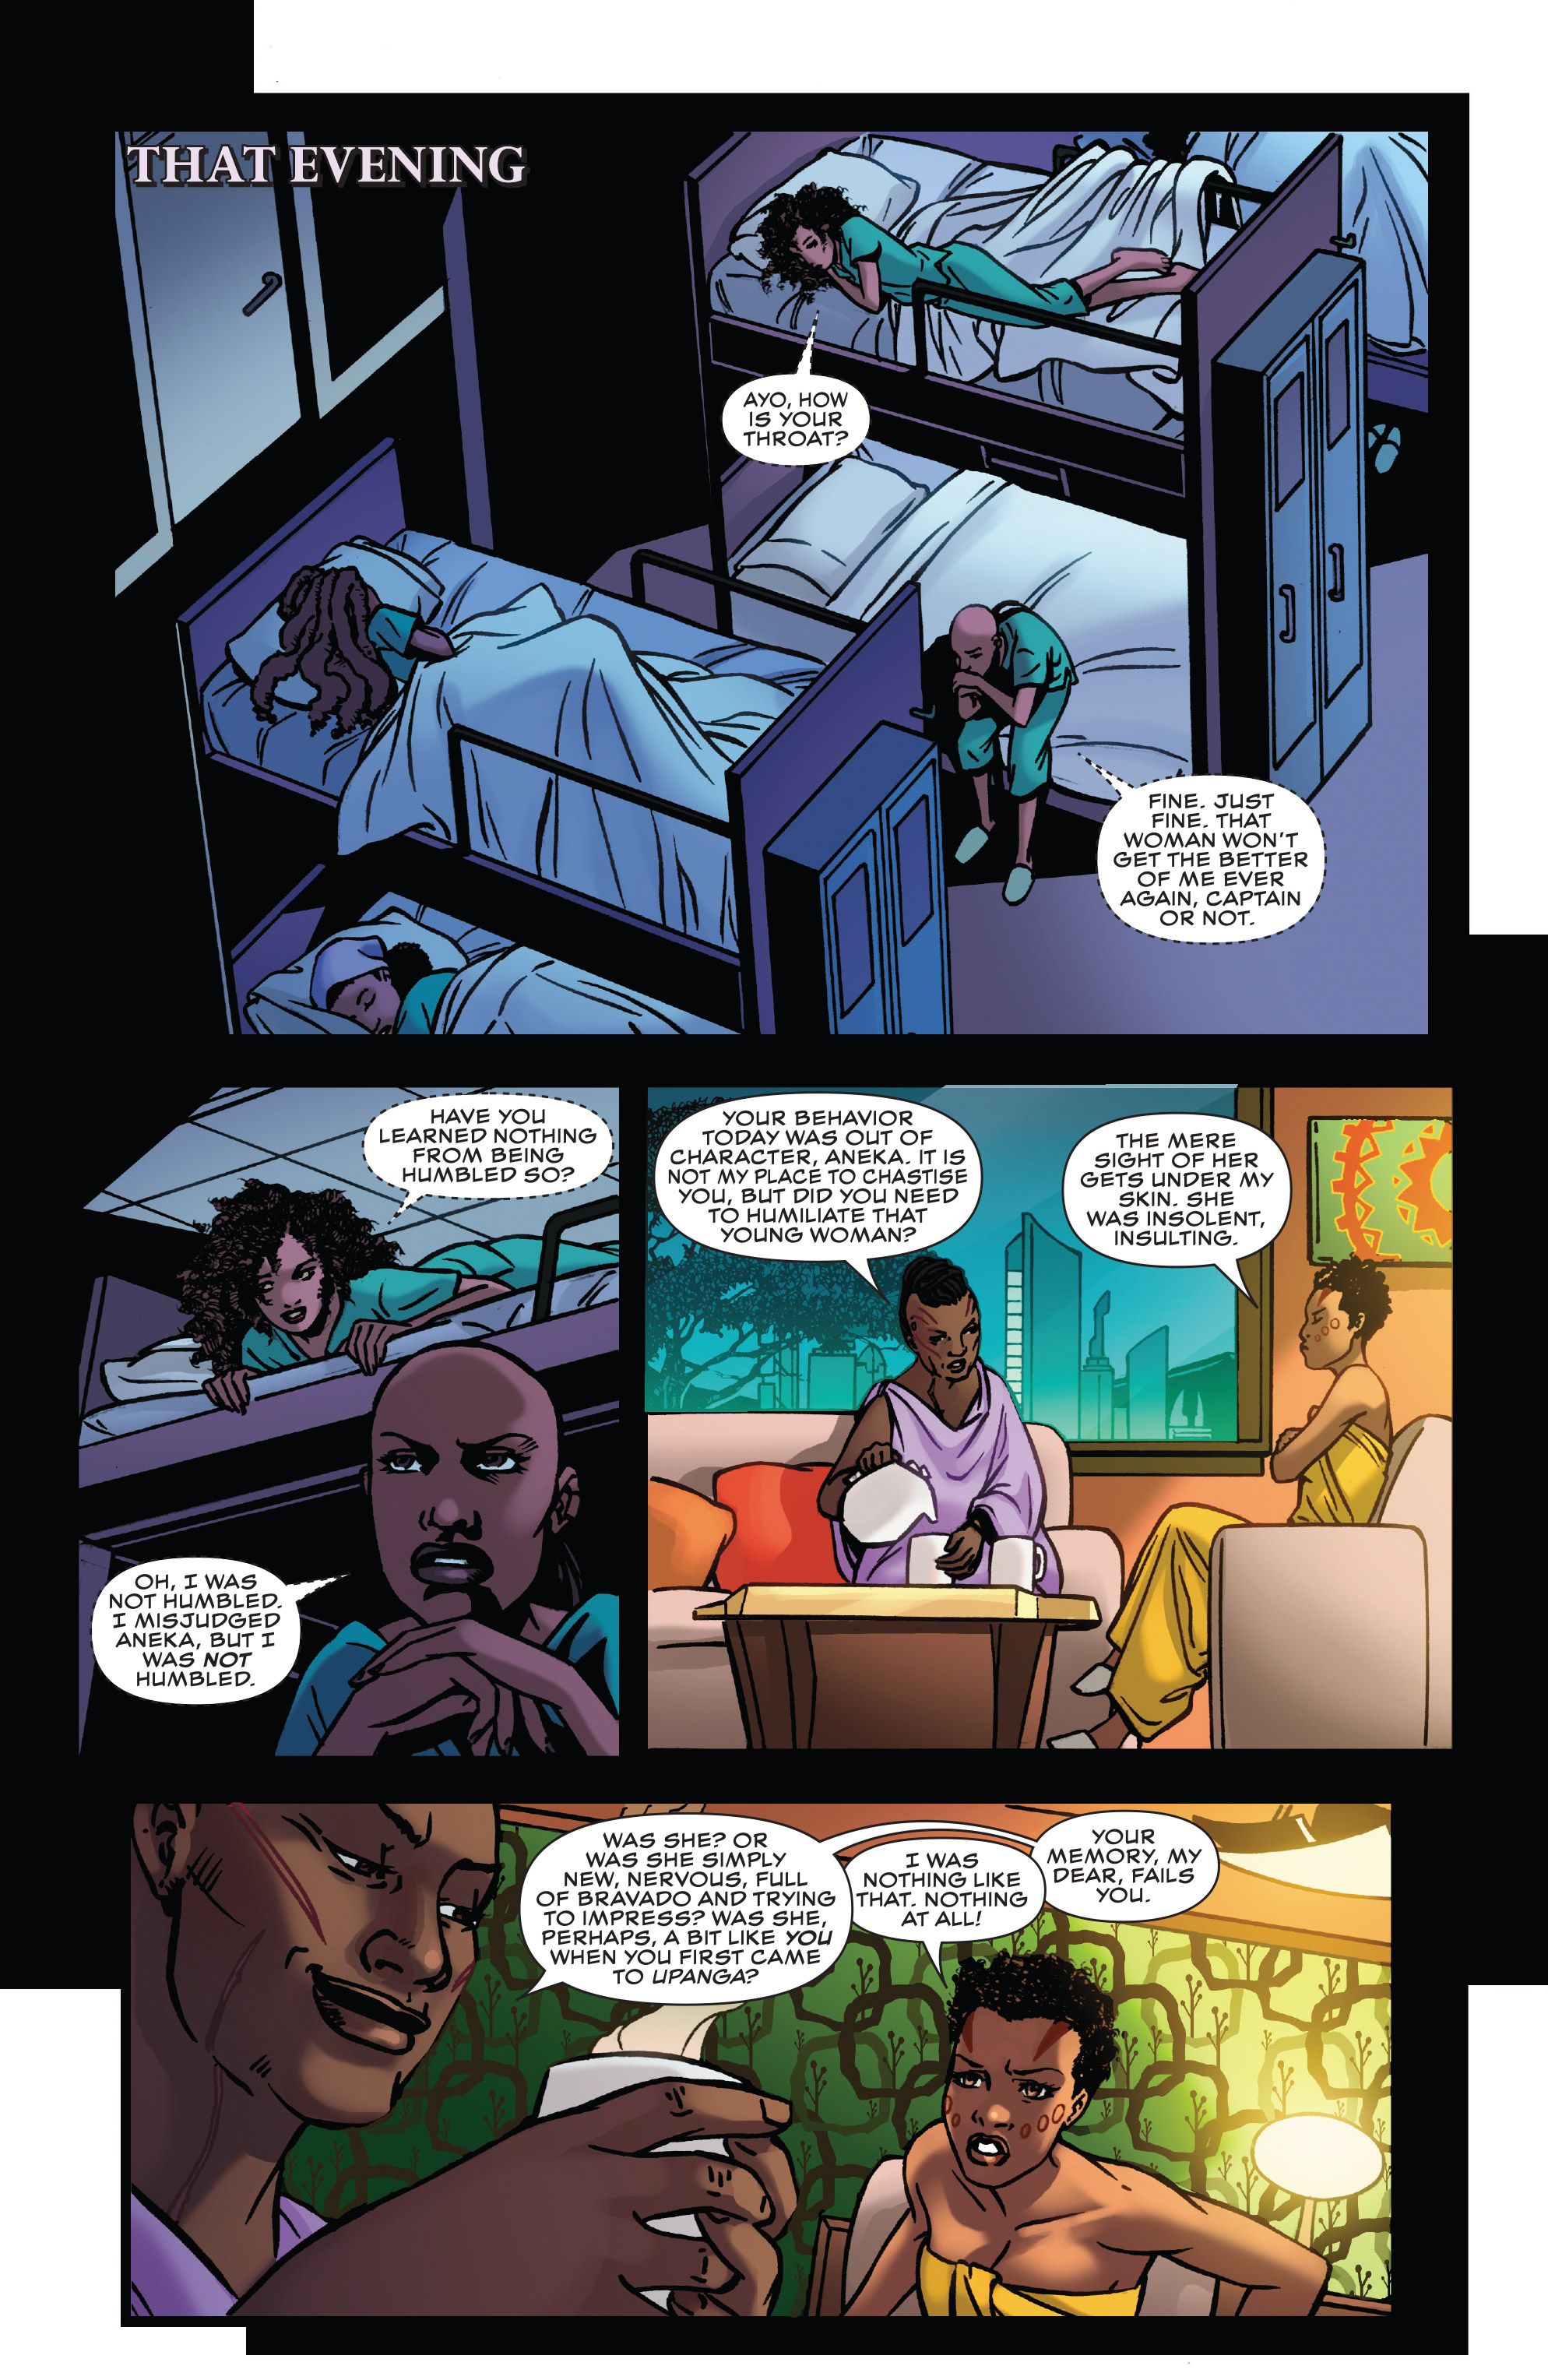 THAT EVENING
AYO, HOW
IS YOUR
THROAT?
FINE. JUST
FINE. THAT
WOMAN WON'T
GET THE BETTER
OF ME EVER
AGAIN, CAPTAIN
OR NOT.
HAVE YOU
LEARNED NOTHING
FROM BEING
HUMBLED SO?
OH, I WAS
NOT HUMBLED.
I MISJUDGED
ANEKA, BUT I
WAS NOT
HUMBLED.
YOUR BEHAVIOR
TODAY WAS OUT OF
CHARACTER, ANEKA. IT IS
NOT MY PLACE TO CHASTISE
YOU, BUT DID YOU NEED
TO HUMILIATE THAT
YOUNG WOMAN?
THE MERE
SIGHT OF HER
GETS UNDER MY
SKIN. SHE
WAS INSOLENT,
INSULTING.
WAS SHE? OR
WAS SHE SIMPLY
NEW, NERVOUS, FULL
OF BRAVADO AND TRYING
TO IMPRESS? WAS SHE,
PERHAPS, A BIT LIKE YOU
WHEN YOU FIRST CAME
TO UPANGA?
I WAS
NOTHING LIKE
THAT. NOTHING
AT ALL!
YOUR
MEMORY, MY
DEAR, FAILS
YOU.